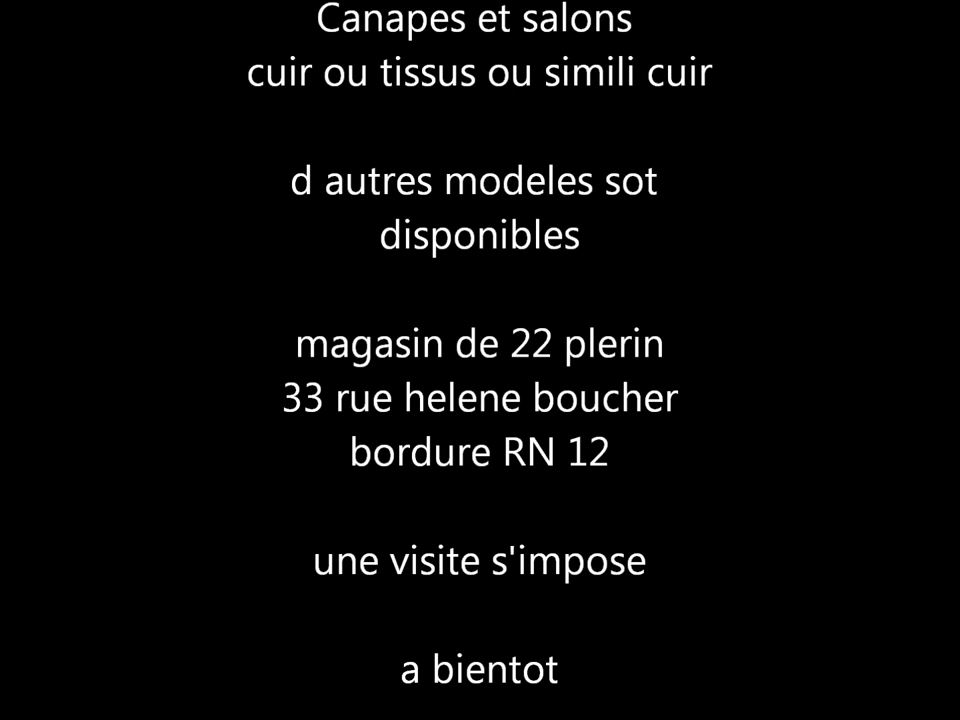 Canapes et salons
cuir ou tissus ou simili cuir
d autres modeles sot
disponibles
magasin de 22 plerin
33 rue helene boucher
bordure RN 12
une visite s'impose
a bientot